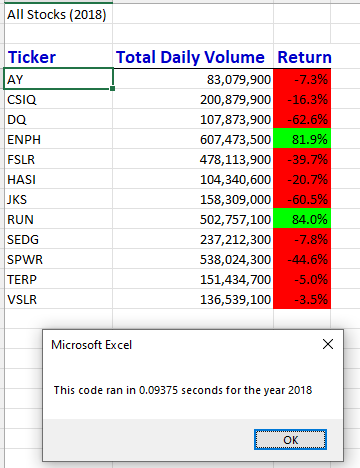 All Stocks (2018)
Ticker Total Daily Volume Return
AY 83,079,900 -7.3%
CSIQ 200,879,900 -16.3%
DQ 107,873,900 -62.6%
ENPH 607,473,500 81.9%
FSLR 478,113,900 -39.7%
HASI 104,340,600 -20.7%
JKS 158,309,000 -60.5%
RUN 502,757,100 84.0%
SEDG 237,212,300 -7.8%
SPWR 538,024,300 -44.6%
TERP 151,434,700 -5.0%
VSLR 136,539,100 -3.5%
Microsoft Excel
This code ran in 0.09375 seconds for the year 2018
OK